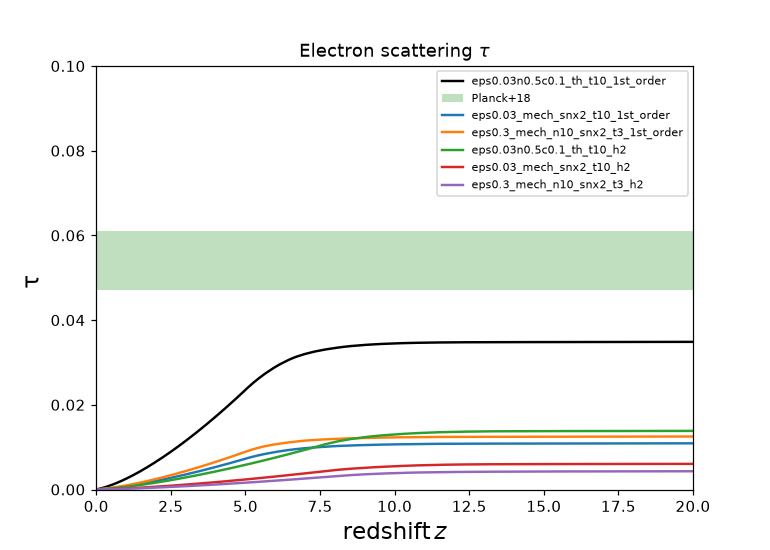 Electron scattering τ
0.10
0.08
0.06
0.04
0.02
0.00
τ
eps0.03n0.5c0.1_th_t10_1st_order
Planck+18
eps0.03_mech_snx2_t10_1st_order
eps0.3_mech_n10_snx2_t3_1st_order
eps0.03n0.5c0.1_th_t10_h2
eps0.03_mech_snx2_t10_h2
eps0.3_mech_n10_snx2_t3_h2
0.0 2.5 5.0 7.5 10.0 12.5 15.0 17.5 20.0
redshift z